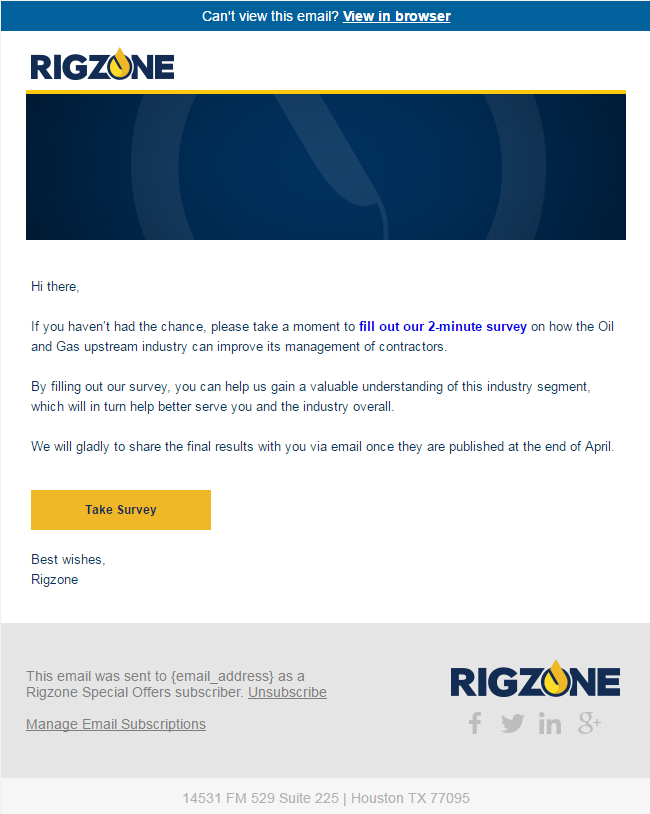 Can't view this email? View in browser
RIGZONE
Hi there,
If you haven’t had the chance, please take a moment to fill out our 2-minute survey on how the Oil
and Gas upstream industry can improve its management of contractors.
By filling out our survey, you can help us gain a valuable understanding of this industry segment,
which will in turn help better serve you and the industry overall.
We will gladly to share the final results with you via email once they are published at the end of April.
Take Survey
Best wishes,
Rigzone
This email was sent to {email_address} as a
Rigzone Special Offers subscriber. Unsubscribe
Manage Email Subscriptions
RIGZONE
14531 FM 529 Suite 225 | Houston TX 77095